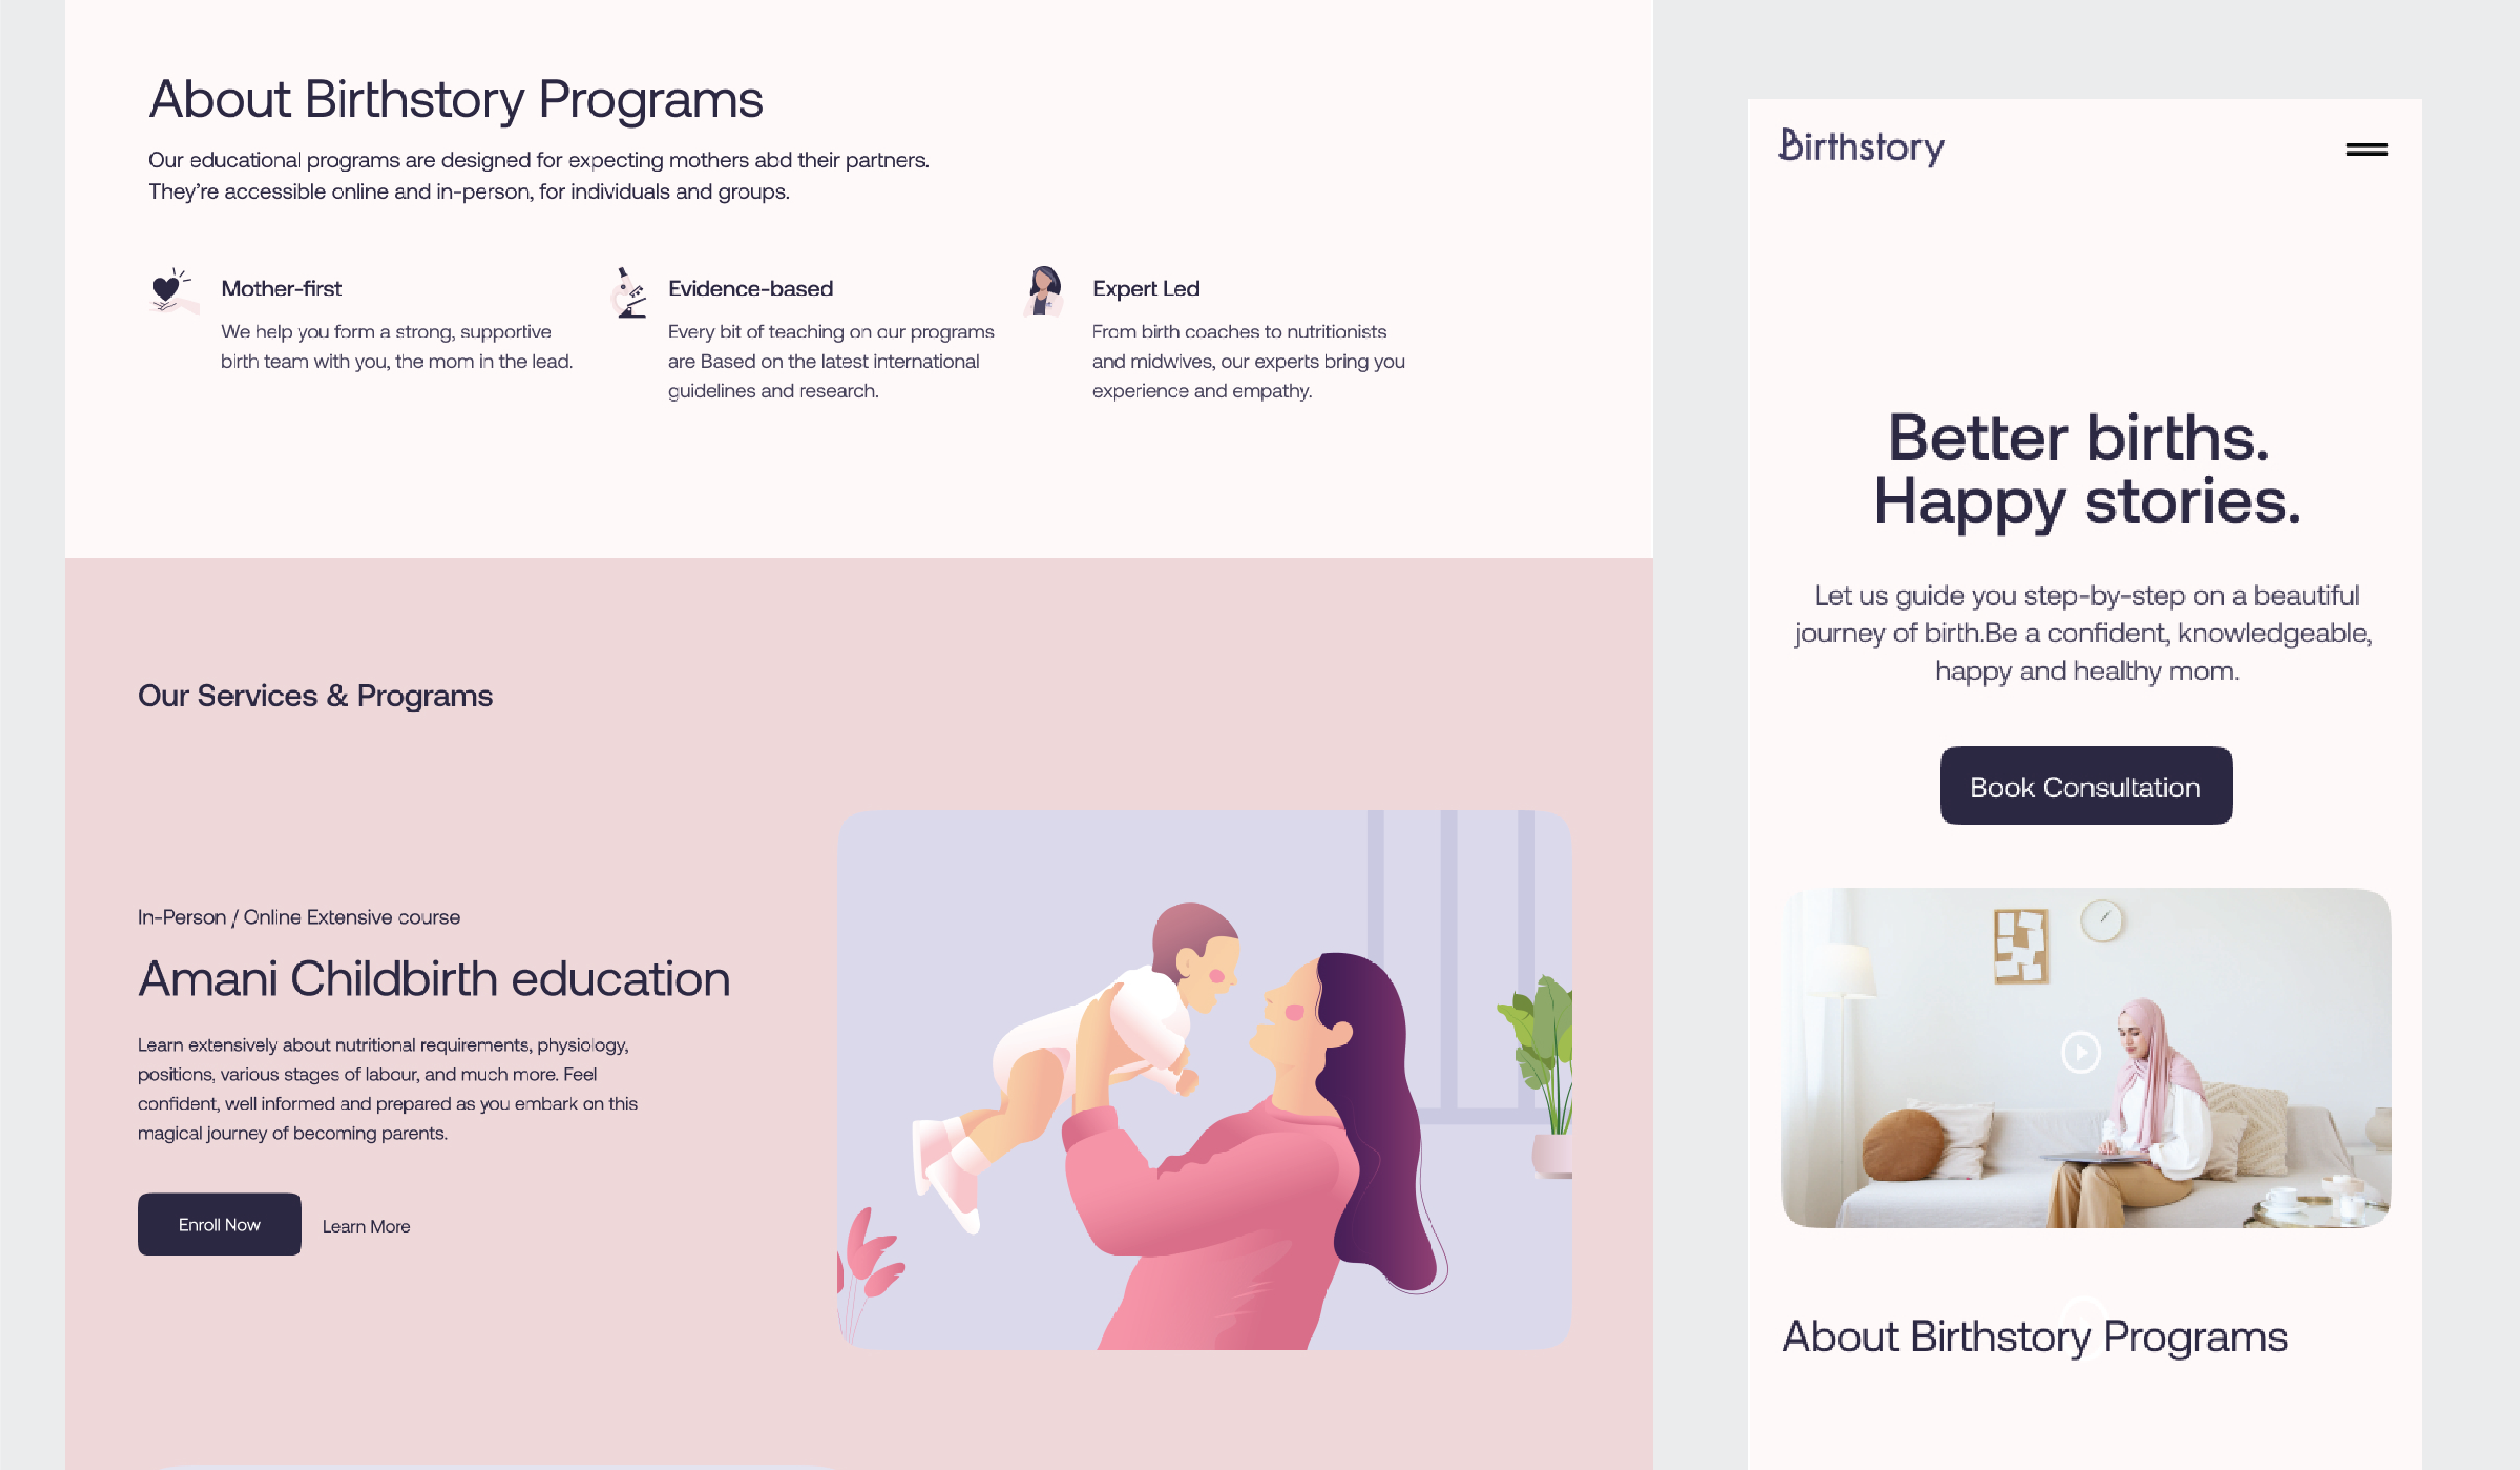 About Birthstory Programs
Our educational programs are designed for expecting mothers abd their partners.
They’re accessible online and in-person, for individuals and groups.
Mother-first
We help you form a strong, supportive
birth team with you, the mom in the lead.
Evidence-based
Every bit of teaching on our programs
are Based on the latest international
guidelines and research.
Expert Led
From birth coaches to nutritionists
and midwives, our experts bring you
experience and empathy.
Our Services & Programs
In-Person / Online Extensive course
Amani Childbirth education
Learn extensively about nutritional requirements, physiology,
positions, various stages of labour, and much more. Feel
confident, well informed and prepared as you embark on this
magical journey of becoming parents.
Enroll Now
Learn More
Birthstory
Better births.
Happy stories.
Let us guide you step-by-step on a beautiful
journey of birth.Be a confident, knowledgeable,
happy and healthy mom.
Book Consultation
About Birthstory Programs